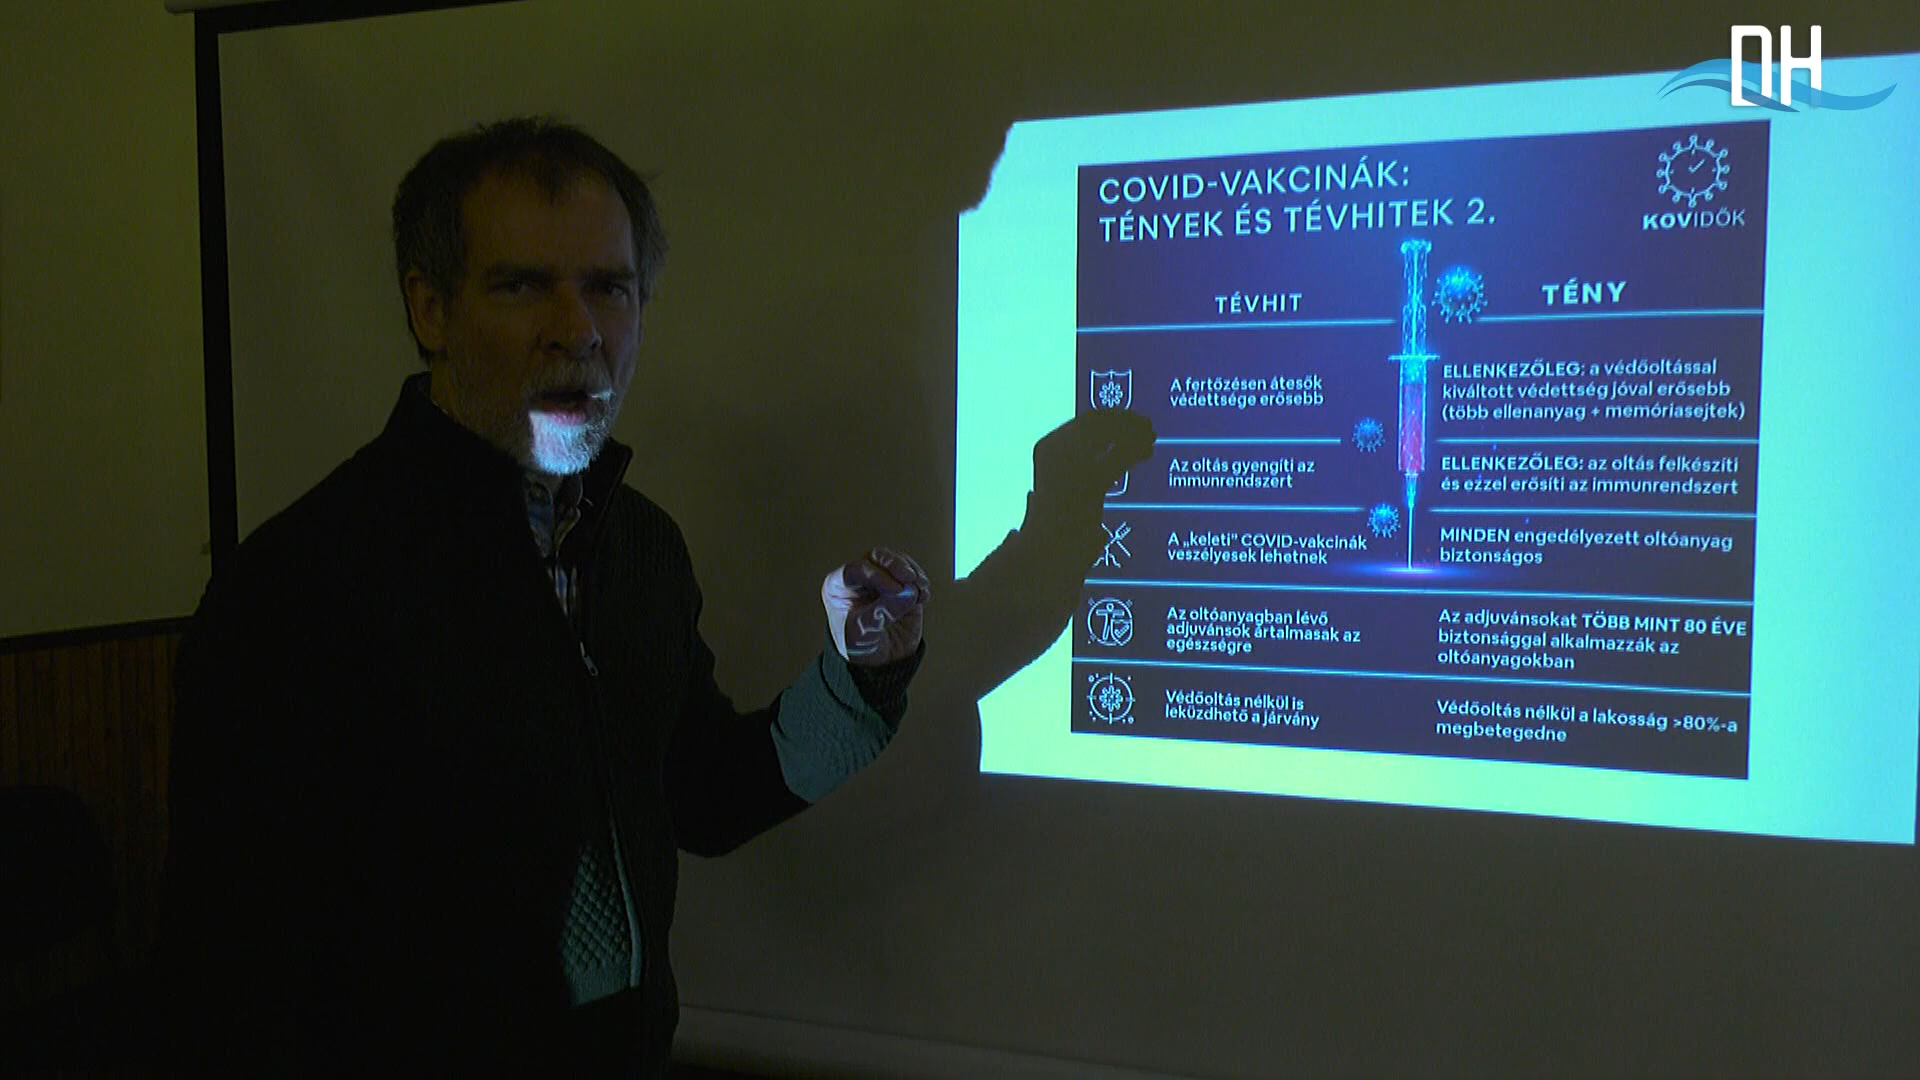 DH
COVID-VAKCINÁK:
TÉNYEK ÉS TÉVHITEK 2.
KOVIDŐK
TÉVHIT
TÉNY
A fertőzésen átesők
védettsége erősebb
ELLENKEZŐLEG: a védőoltással
kiváltott védettség jóval erősebb
(több ellenanyag + memóriasejtek)
Az oltás gyengíti az
immunrendszert
ELLENKEZŐLEG: az oltás felkészíti
és ezzel erősíti az immunrendszert
A „keleti” COVID-vakcinák
veszélyesek lehetnek
MINDEN engedélyezett oltóanyag
biztonságos
Az oltóanyagban lévő
adjuvánsok ártalmasak az
egészségre
Az adjuvánsokat TÖBB MINT 80 ÉVE
biztonsággal alkalmazzák az
oltóanyagokban
Védőoltás nélkül is
leküzdhető a járvány
Védőoltás nélkül a lakosság >80%-a
megbetegedne